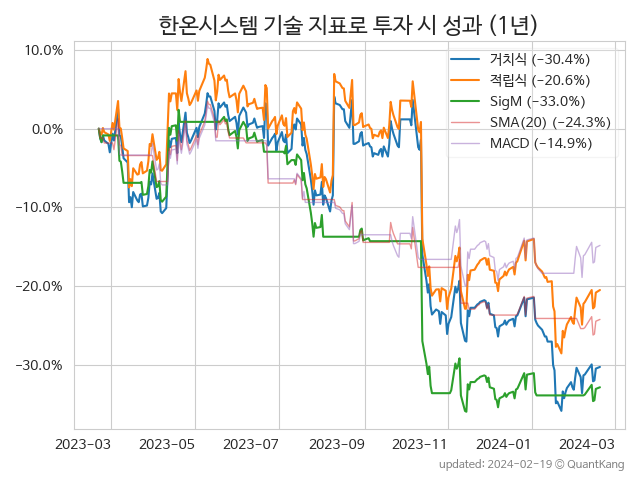 한온시스템 기술 지표로 투자 시 성과 (1년)
10.0%
0.0%
−10.0%
−20.0%
−30.0%
거치식 (−30.4%)
적립식 (−20.6%)
SigM (−33.0%)
SMA(20) (−24.3%)
MACD (−14.9%)
2023-03 2023-05 2023-07 2023-09 2023-11 2024-01 2024-03
updated: 2024-02-19 © QuantKang